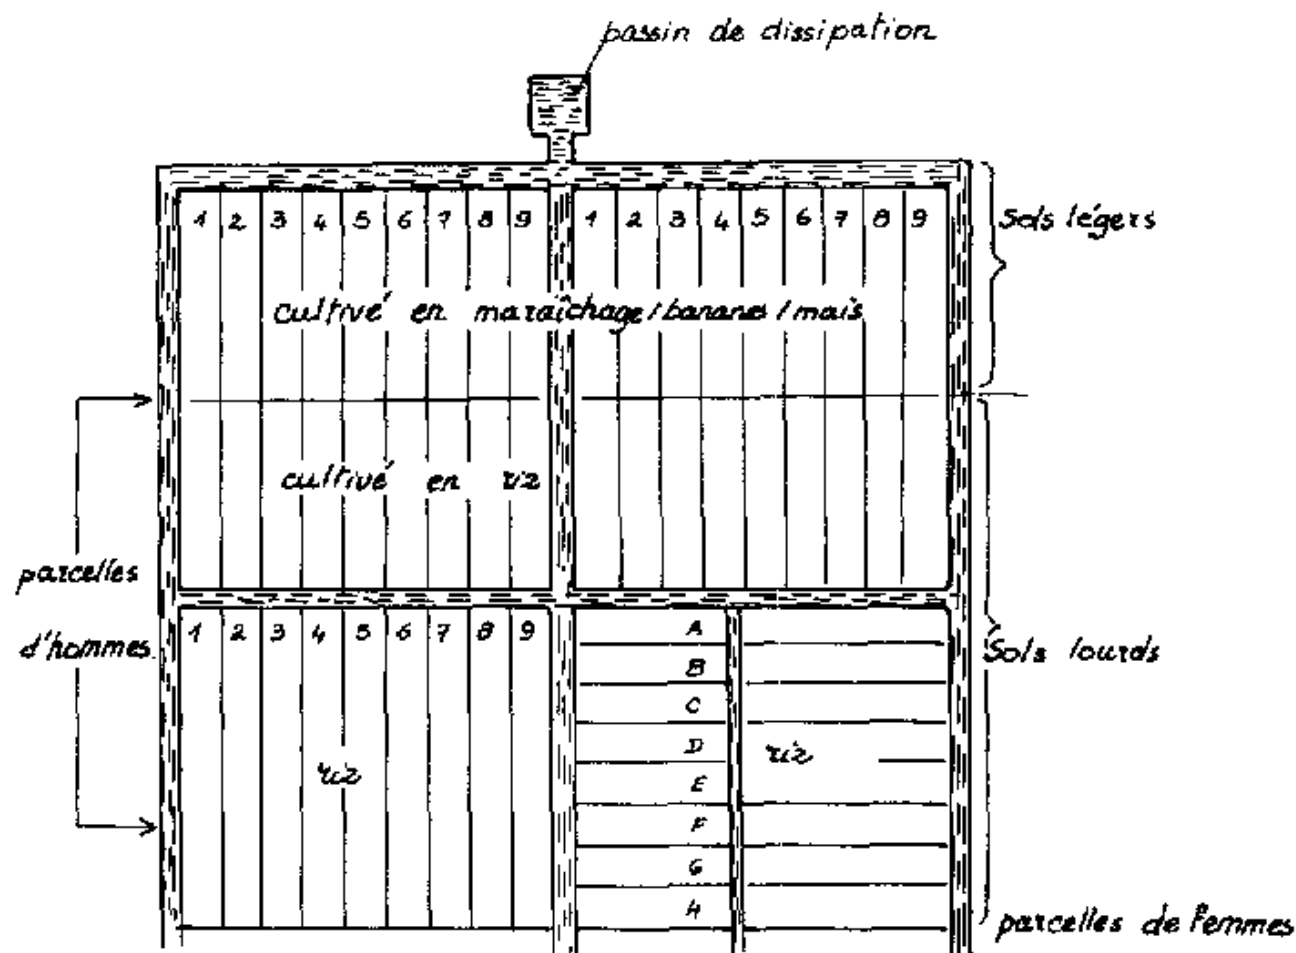 passin de dissipation
1 2 3 4 5 6 7 8 9 1 2 3 4 5 6 7 8 9
Sols légers
cultivé en maraîchage/bananes/maïs
cultivé en riz
parcelles
d'hommes
1 2 3 4 5 6 7 8 9
A
B
C
D
E
F
G
H
riz
riz
Sols lourds
parcelles de femmes